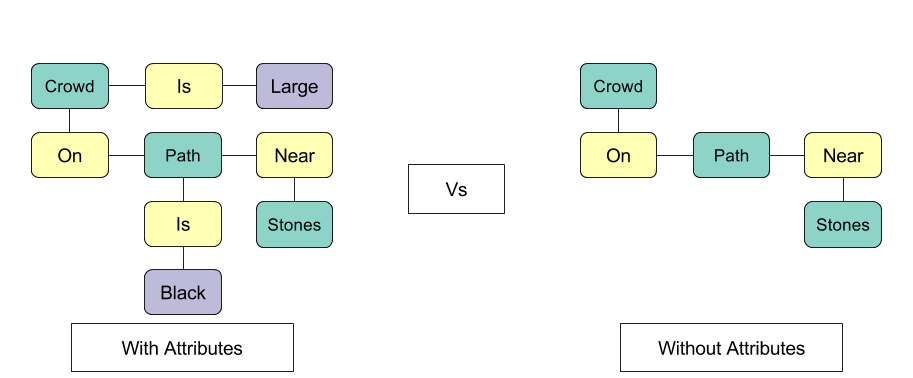 Crowd
Is
Large
On
Path
Near
Is
Stones
Black
With Attributes
Vs
Crowd
On
Path
Near
Stones
Without Attributes